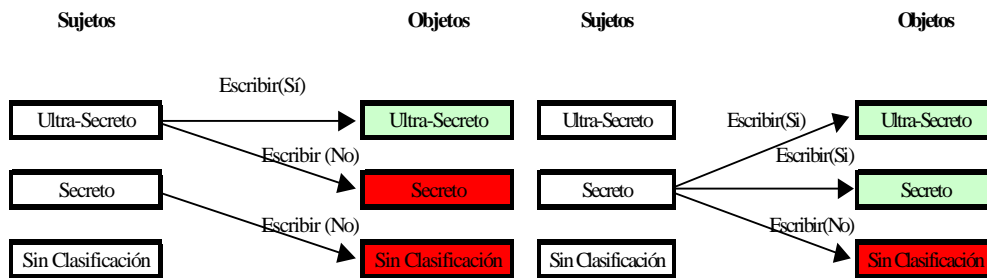 Sujetos
Objetos
Sujetos
Objetos
Escribir(Sí)
Ultra-Secreto
Ultra-Secreto
Escribir (No)
Secreto
Secreto
Escribir (No)
Sin Clasificación
Sin Clasificación
Ultra-Secreto
Escribir(Si)
Ultra-Secreto
Escribir(Si)
Secreto
Secreto
Escribir(No)
Sin Clasificación
Sin Clasificación